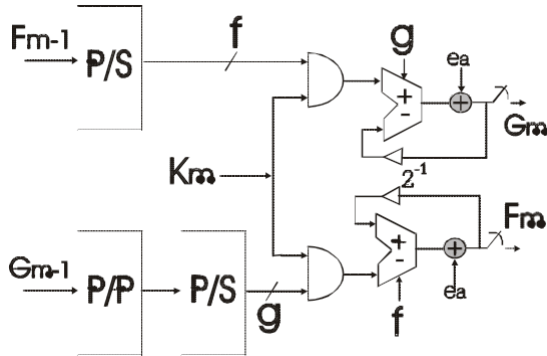 Fm-1
P/S
f
g
ea
+
-
+
Gm
Km
2-1
Fm
+
-
+
Gm-1
P/P
P/S
g
f
ea